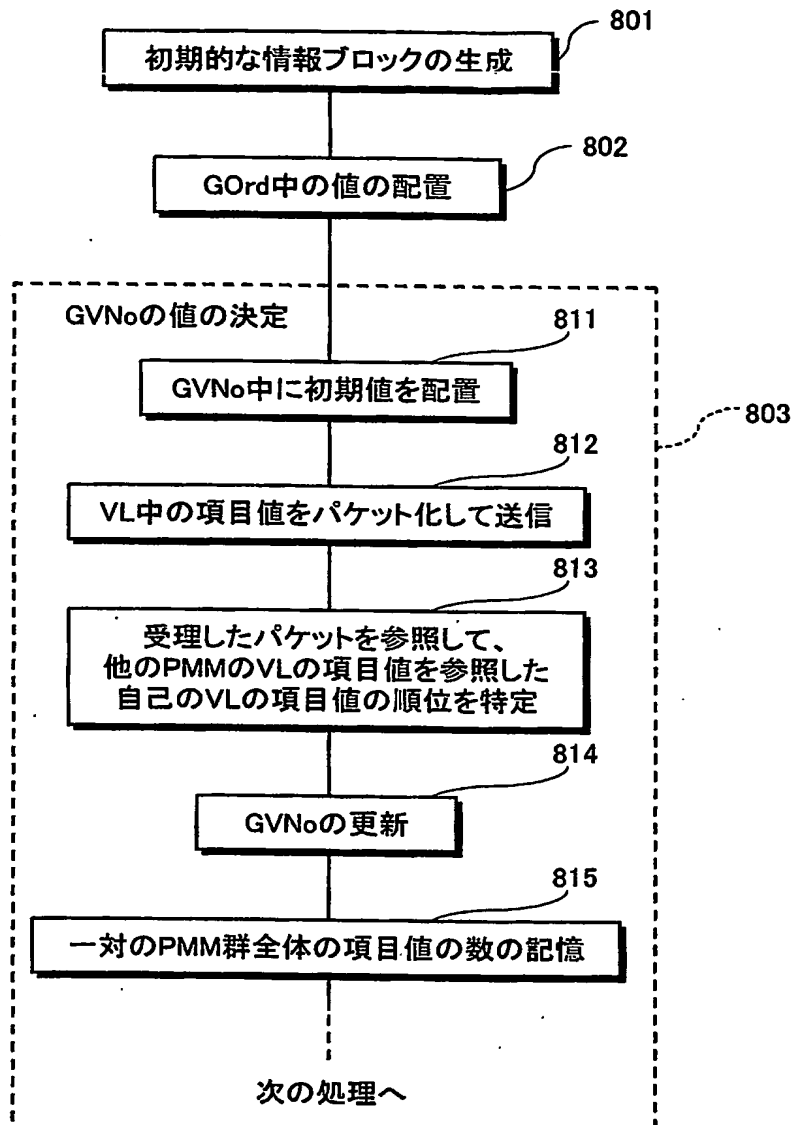 801
初期的な情報ブロックの生成
802
GOrd中の値の配置
GVNoの値の決定
803
811
GVNo中に初期値を配置
812
VL中の項目値をパケット化して送信
813
受理したパケットを参照して、
他のPMMのVLの項目値を参照した
自己のVLの項目値の順位を特定
814
GVNoの更新
815
一対のPMM群全体の項目値の数の記憶
次の処理へ